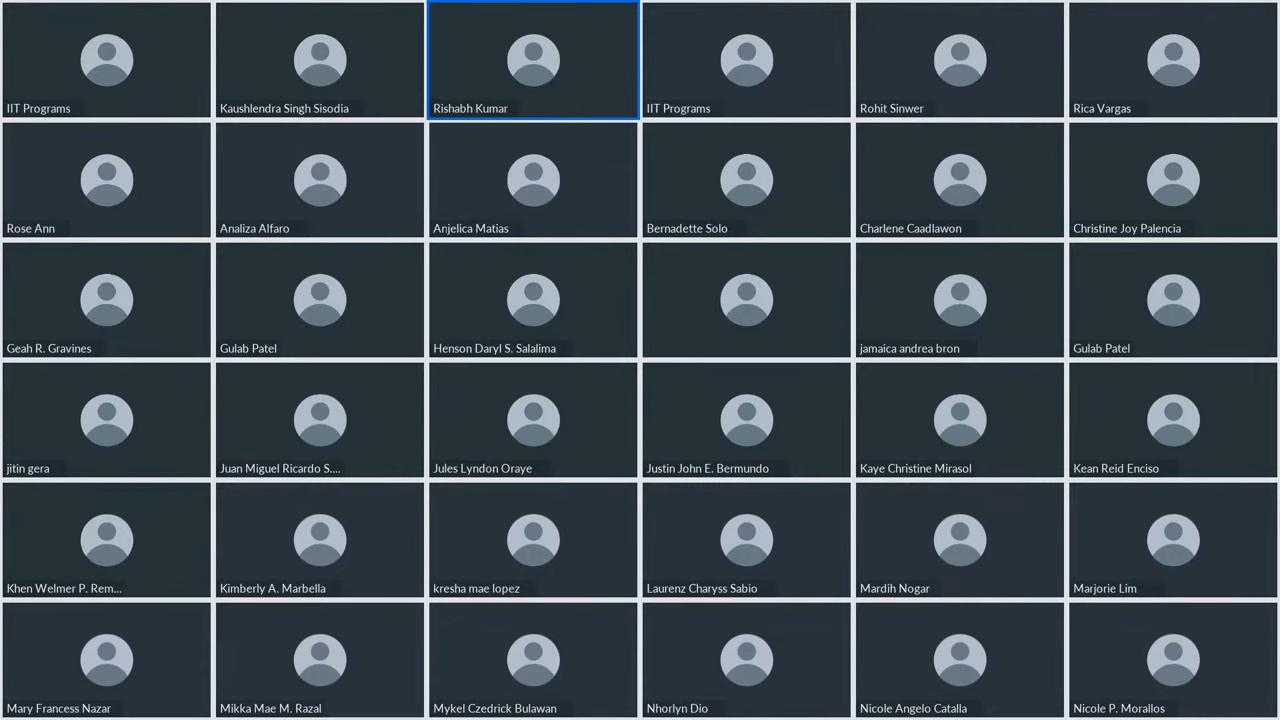 IIT Programs
Kaushlendra Singh Sisodia
Rishabh Kumar
IIT Programs
Rohit Sinwer
Rica Vargas
Rose Ann
Analiza Alfaro
Anjelica Matias
Bernadette Solo
Charlene Caadlawon
Christine Joy Palencia
Geah R. Gravines
Gulab Patel
Henson Daryl S. Salalima
jamaica andrea bron
Gulab Patel
jitin gera
Juan Miguel Ricardo S....
Jules Lyndon Oraye
Justin John E. Bermundo
Kaye Christine Mirasol
Kean Reid Enciso
Khen Welmer P. Rem...
Kimberly A. Marbella
kresha mae lopez
Laurenz Charyss Sabio
Mardih Nogar
Marjorie Lim
Mary Francess Nazar
Mikka Mae M. Razal
Mykel Czedrick Bulawan
Nhorlyn Dio
Nicole Angelo Catalla
Nicole P. Morallos